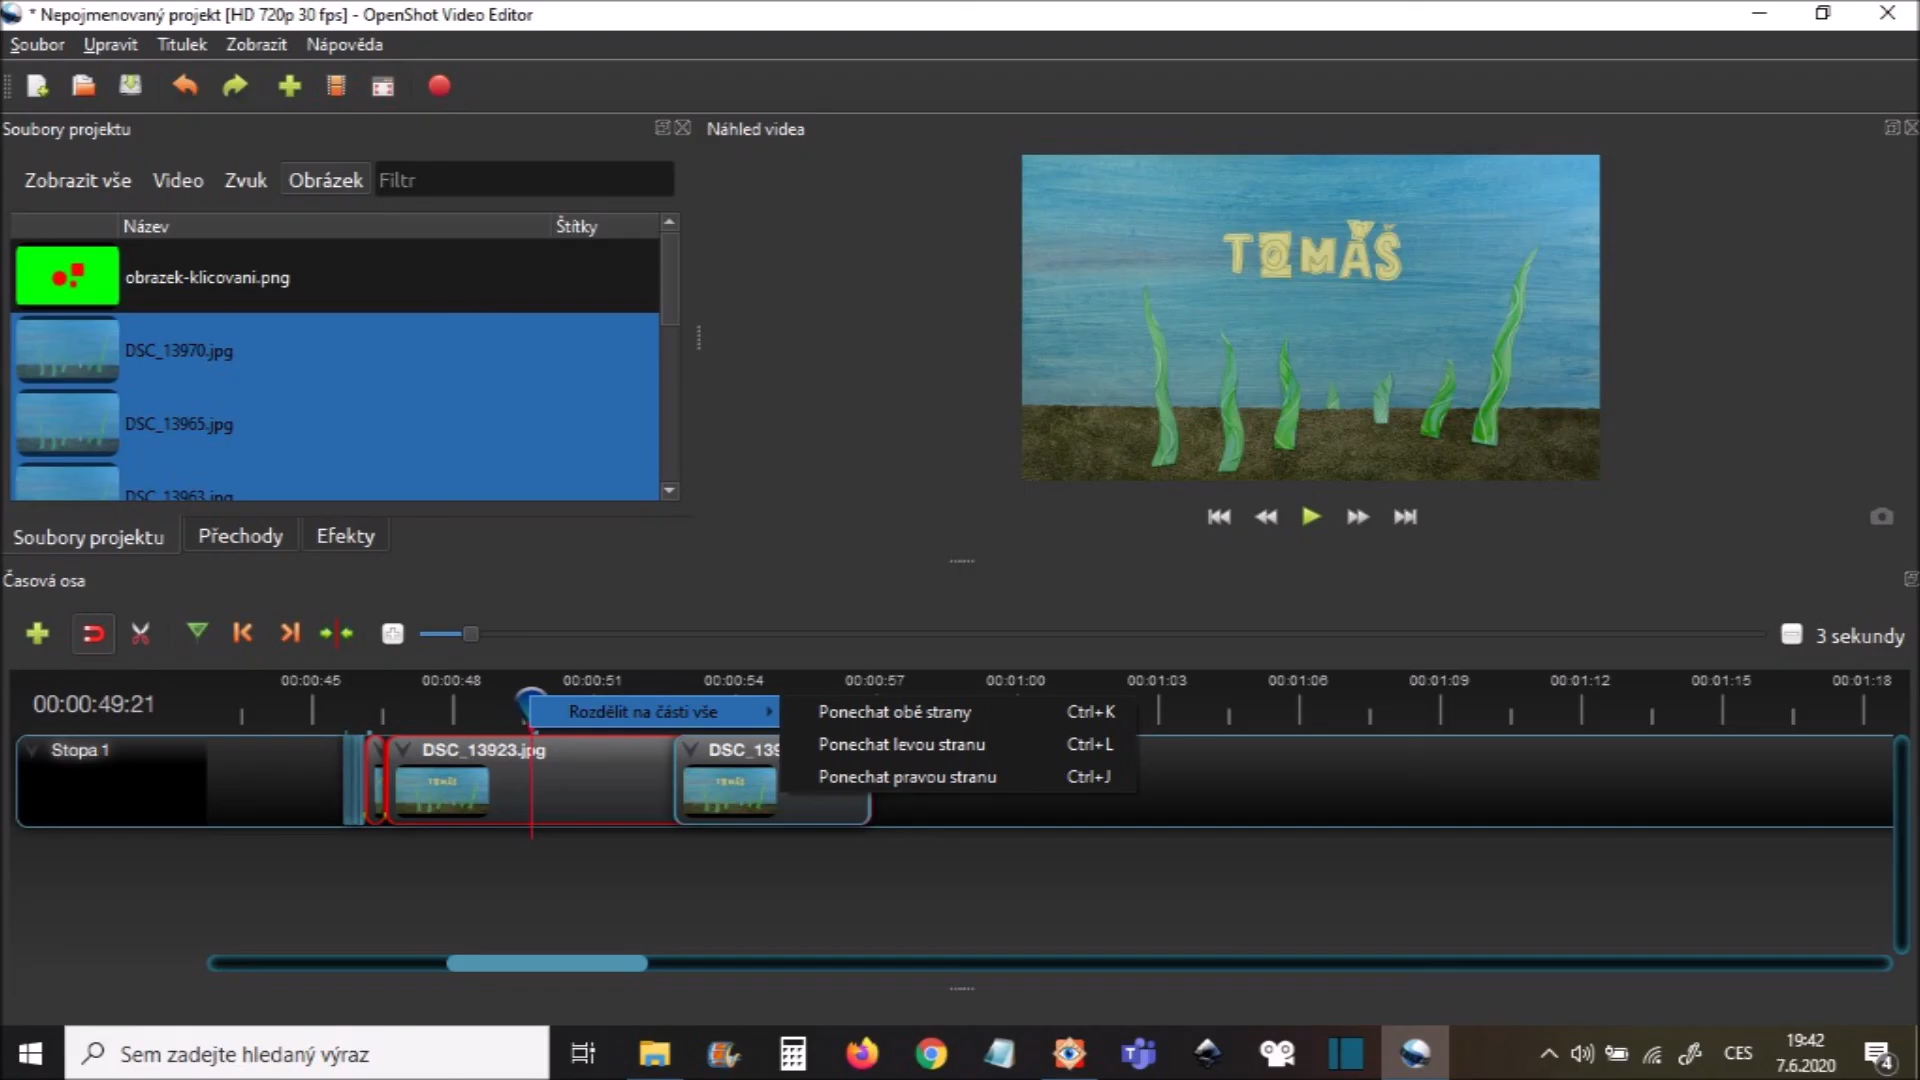 * Nepojmenovaný projekt [HD 720p 30 fps] - OpenShot Video Editor
Soubor Upravit Titulek Zobrazit Nápověda
Soubory projektu
Náhled videa
Zobrazit vše Video Zvuk Obrázek Filtr
Název Štítky
obrazek-klicovani.png
DSC_13970.jpg
DSC_13965.jpg
DSC_13963.jpg
TOMÁŠ
Soubory projektu Přechody Efekty
Časová osa
3 sekundy
00:00:49:21
00:00:45 00:00:48 00:00:51 00:00:54 00:00:57 00:01:00 00:01:03 00:01:06 00:01:09 00:01:12 00:01:15 00:01:18
Rozdělit na části vše
Ponechat obě strany Ctrl+K
Ponechat levou stranu Ctrl+L
Ponechat pravou stranu Ctrl+J
Stopa 1
DSC_13923.jpg
DSC_139
Sem zadejte hledaný výraz
CES
19:42
7.6.2020
4